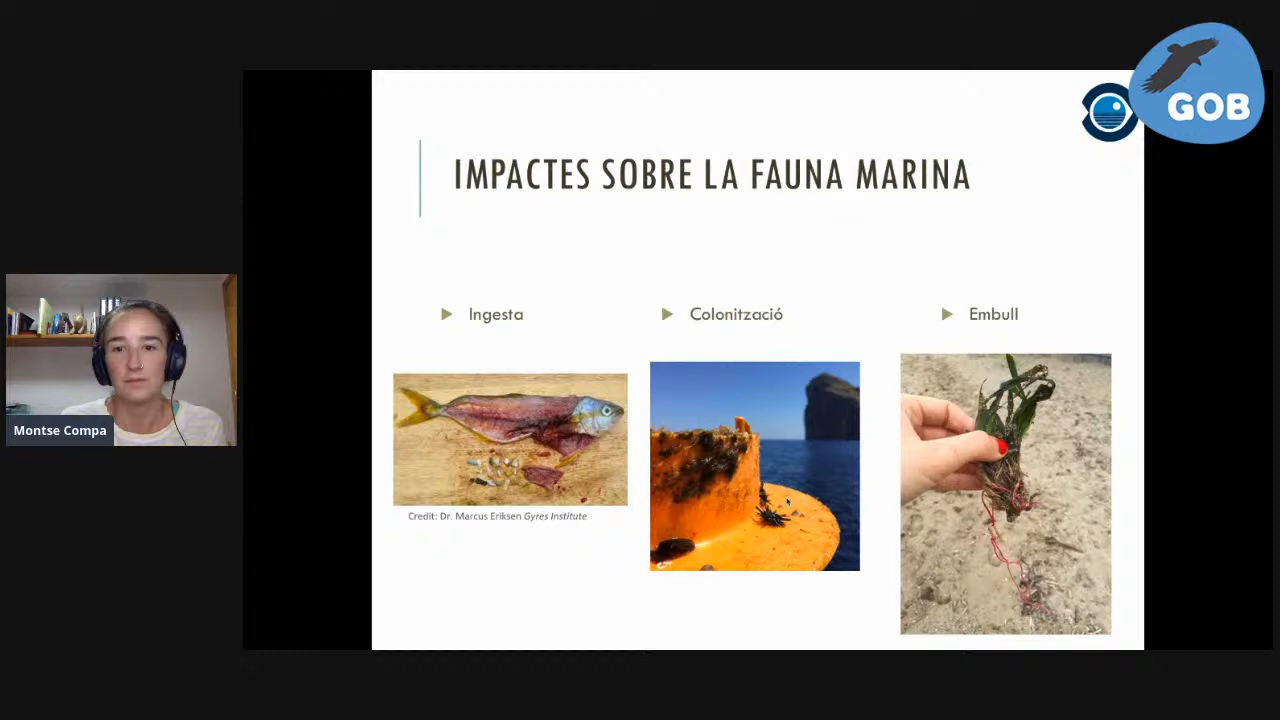 GOB
IMPACTES SOBRE LA FAUNA MARINA
Ingesta
Colonització
Embull
Credit: Dr. Marcus Eriksen Gyres Institute
Montse Compa